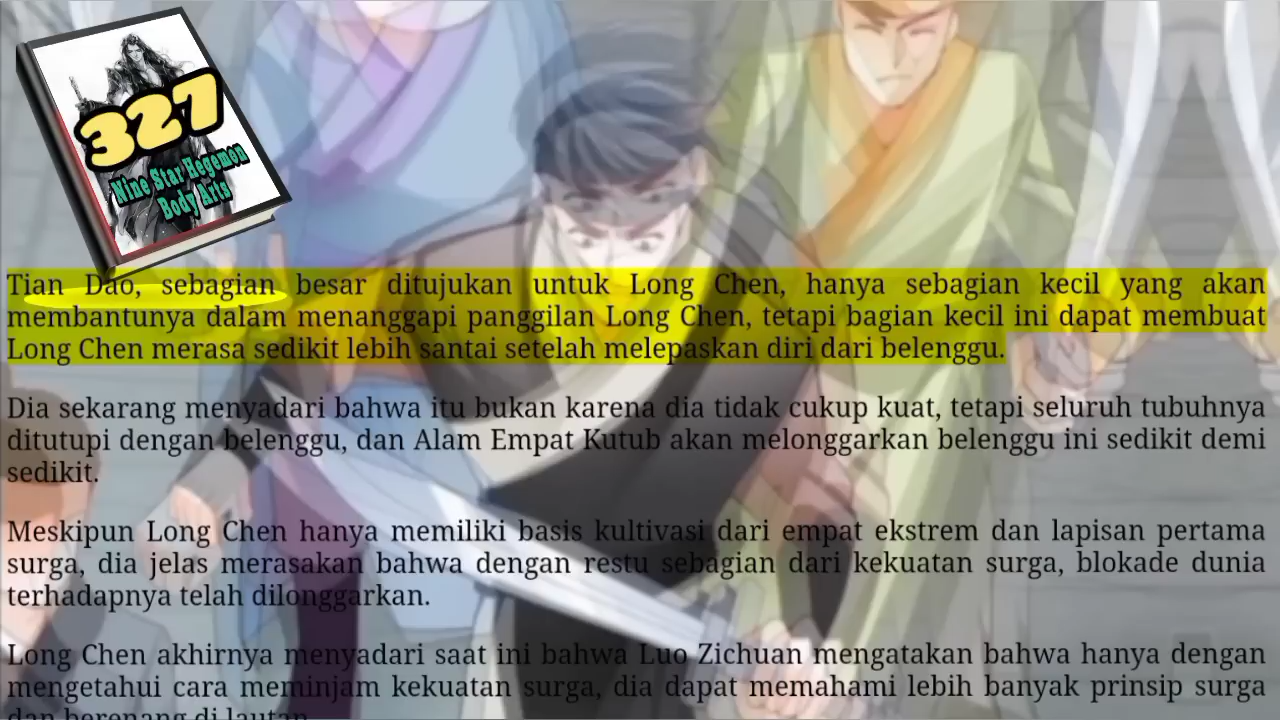 327
Nine Star Hegemon
Body Arts
Tian Dao, sebagian besar ditujukan untuk Long Chen, hanya sebagian kecil yang akan
membantunya dalam menanggapi panggilan Long Chen, tetapi bagian kecil ini dapat membuat
Long Chen merasa sedikit lebih santai setelah melepaskan diri dari belenggu.
Dia sekarang menyadari bahwa itu bukan karena dia tidak cukup kuat, tetapi seluruh tubuhnya
ditutupi dengan belenggu, dan Alam Empat Kutub akan melonggarkan belenggu ini sedikit demi
sedikit.
Meskipun Long Chen hanya memiliki basis kultivasi dari empat ekstrem dan lapisan pertama
surga, dia jelas merasakan bahwa dengan restu sebagian dari kekuatan surga, blokade dunia
terhadapnya telah dilonggarkan.
Long Chen akhirnya menyadari saat ini bahwa Luo Zichuan mengatakan bahwa hanya dengan
mengetahui cara meminjam kekuatan surga, dia dapat memahami lebih banyak prinsip surga
dan berenang di lautan